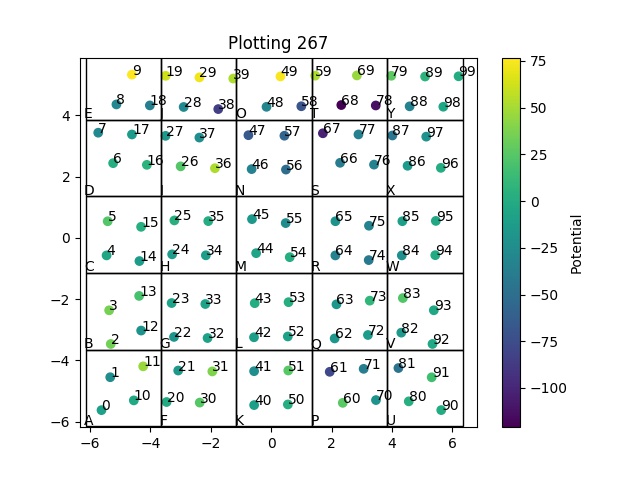 Plotting 267
9 19 29 39 49 59 69 79 89 99
8 18 28 38 48 58 68 78 88 98
E O T Y
7 17 27 37 47 57 67 77 87 97
6 16 26 36 46 56 66 76 86 96
D I N S X
5 15 25 35 45 55 65 75 85 95
4 14 24 34 44 54 64 74 84 94
C H M R W
3 13 23 33 43 53 63 73 83 93
2 12 22 32 42 52 62 72 82 92
B G L Q V
1 11 21 31 41 51 61 71 81 91
0 10 20 30 40 50 60 70 80 90
A F K P U
4
2
0
−2
−4
−6
−6 −4 −2 0 2 4 6
75
50
25
0
−25
−50
−75
−100
Potential